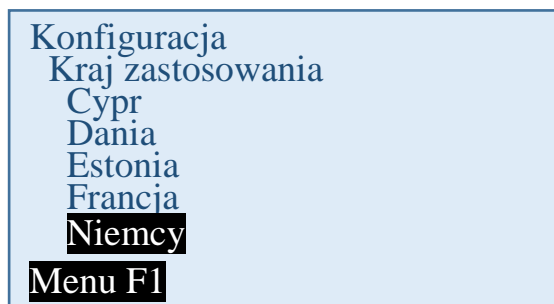 Konfiguracja
Kraj zastosowania
Cypr
Dania
Estonia
Francja
Niemcy
Menu F1